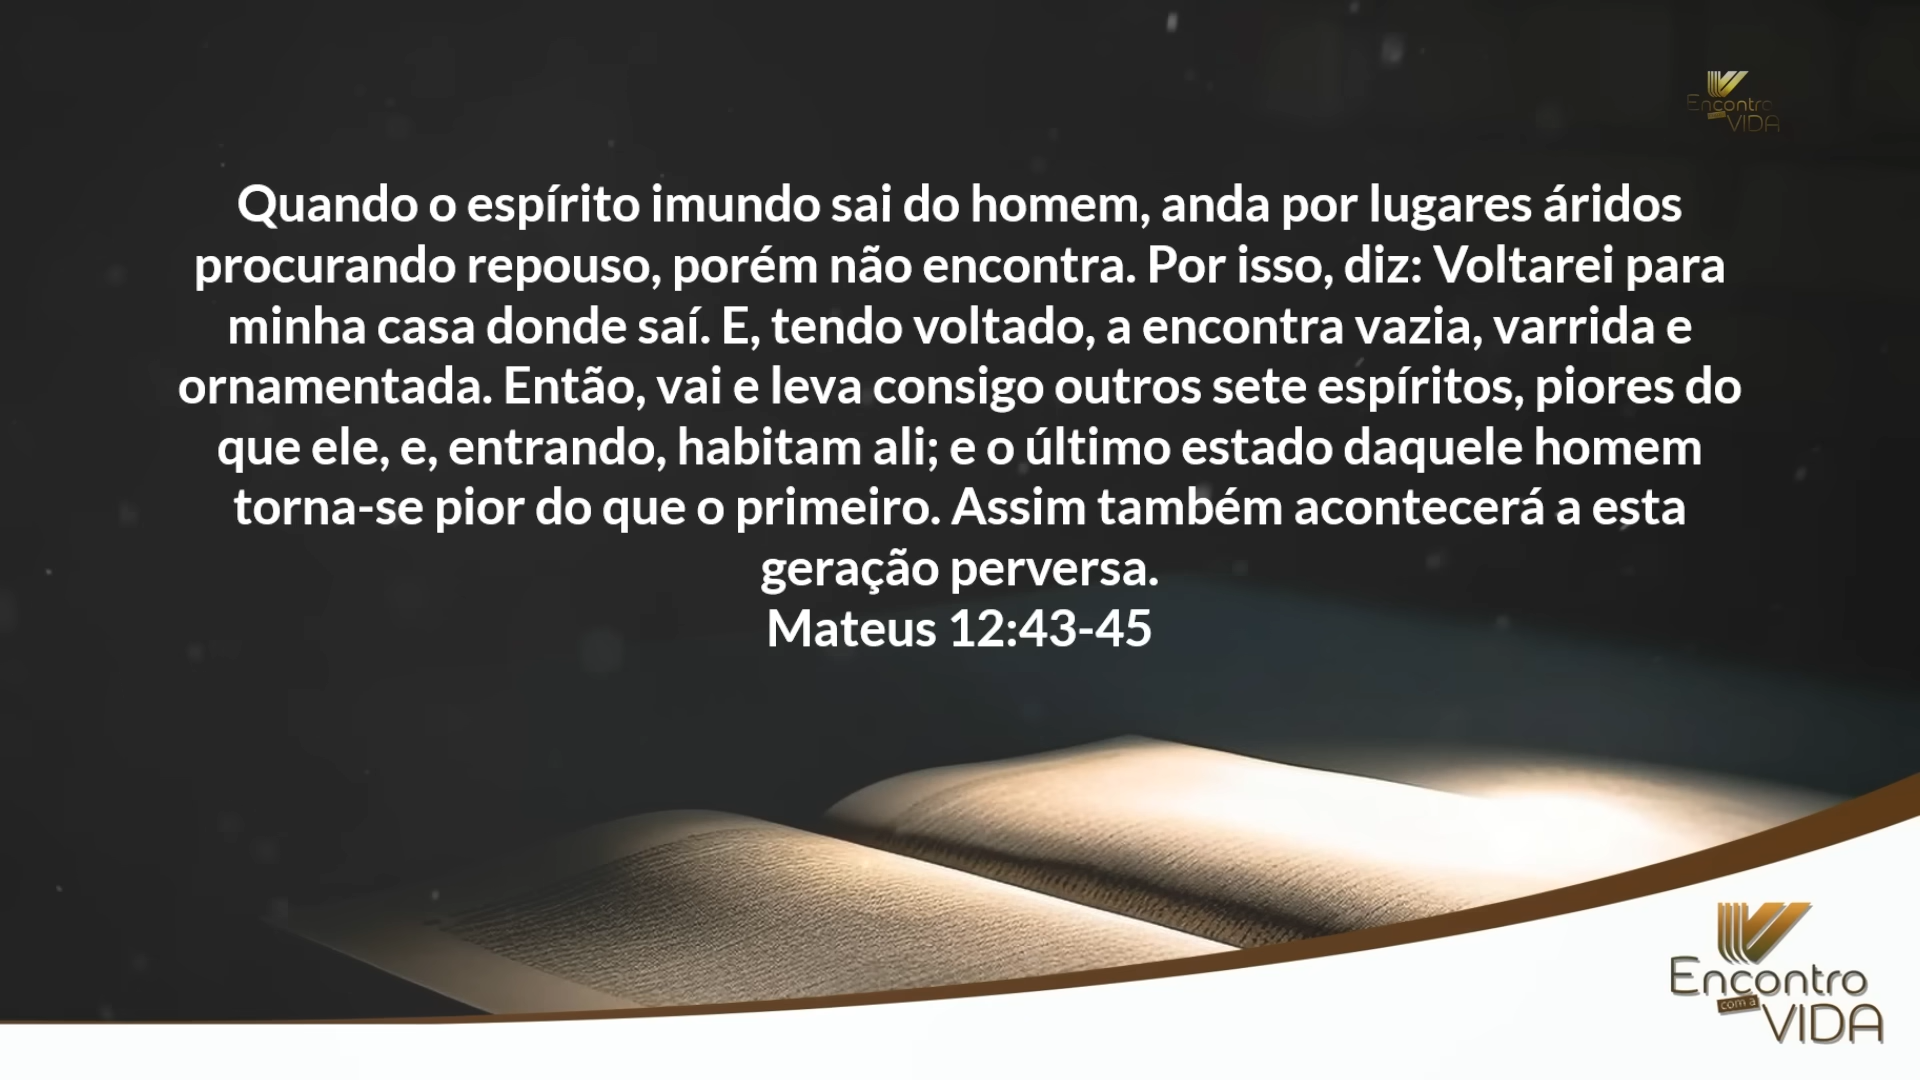 Encontro
VIDA
Quando o espírito imundo sai do homem, anda por lugares áridos
procurando repouso, porém não encontra. Por isso, diz: Voltarei para
minha casa donde saí. E, tendo voltado, a encontra vazia, varrida e
ornamentada. Então, vai e leva consigo outros sete espíritos, piores do
que ele, e, entrando, habitam ali; e o último estado daquele homem
torna-se pior do que o primeiro. Assim também acontecerá a esta
geração perversa.
Mateus 12:43-45
Encontro
com a
VIDA